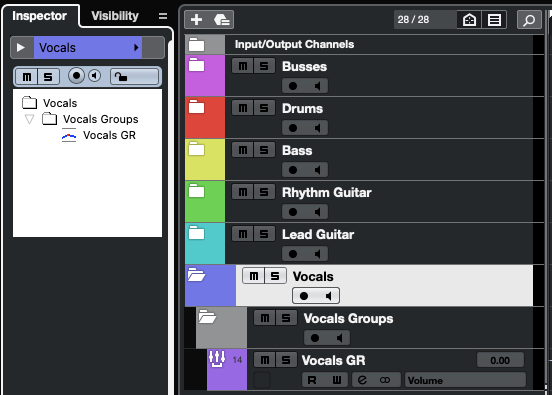 Inspector Visibility
28 / 28
Vocals
Input/Output Channels
m S
Vocals
Vocals Groups
Vocals GR
m S Busses
m S Drums
m S Bass
m S Rhythm Guitar
m S Lead Guitar
m S Vocals
m S Vocals Groups
14 m S Vocals GR 0.00
R W e Volume